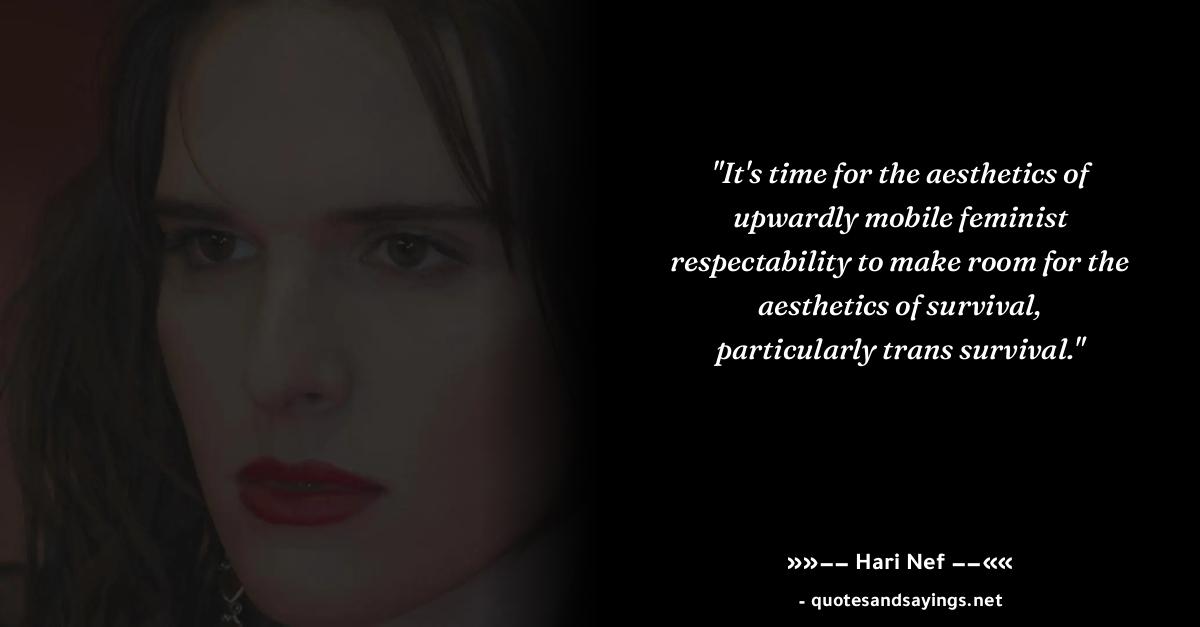 "It's time for the aesthetics of
upwardly mobile feminist
respectability to make room for the
aesthetics of survival,
particularly trans survival."
»»–– Hari Nef ––««
- quotesandsayings.net